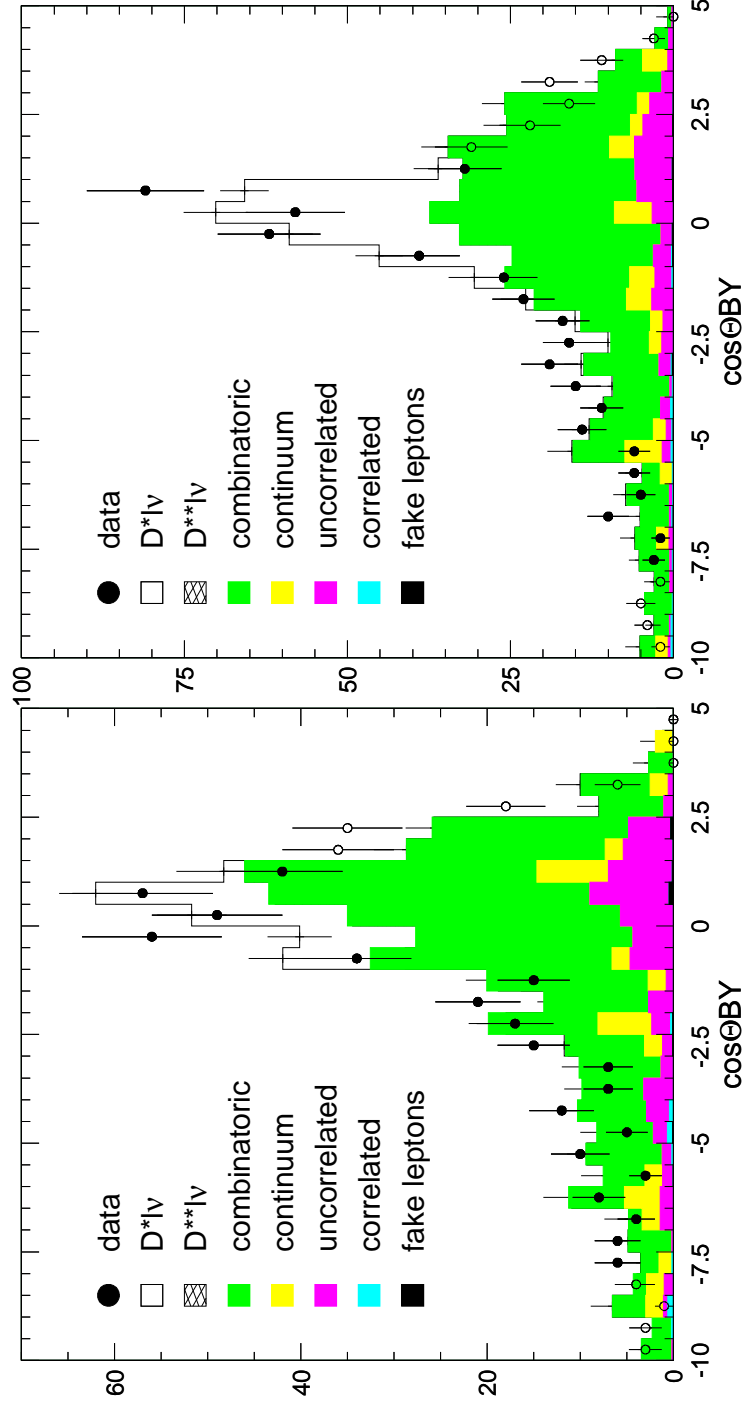 data
D*lν
D**lν
combinatoric
continuum
uncorrelated
correlated
fake leptons
0
20
40
60
-10
-7.5
-5
-2.5
0
2.5
5
cosΘBY
data
D*lν
D**lν
combinatoric
continuum
uncorrelated
correlated
fake leptons
0
25
50
75
100
-10
-7.5
-5
-2.5
0
2.5
5
cosΘBY